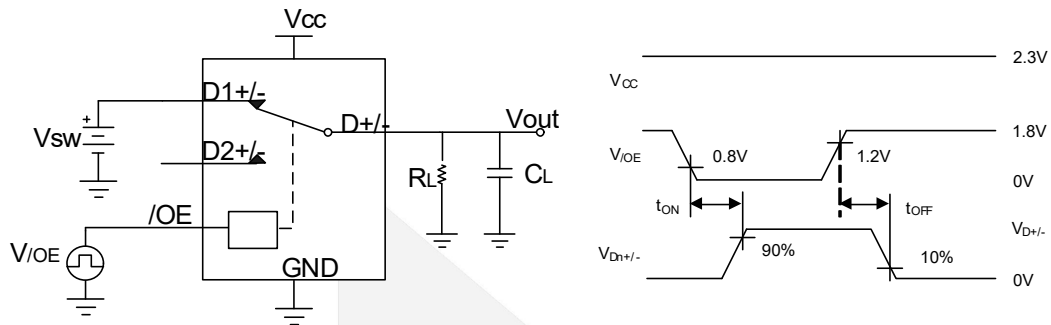 Vcc
D1+/-
+
Vsw
D+/-
Vout
D2+/-
RL
CL
/OE
V/OE
GND
2.3V
VCC
1.8V
V/OE
0.8V
1.2V
0V
tON
tOFF
VD+/-
VDn+/-
90%
10%
0V